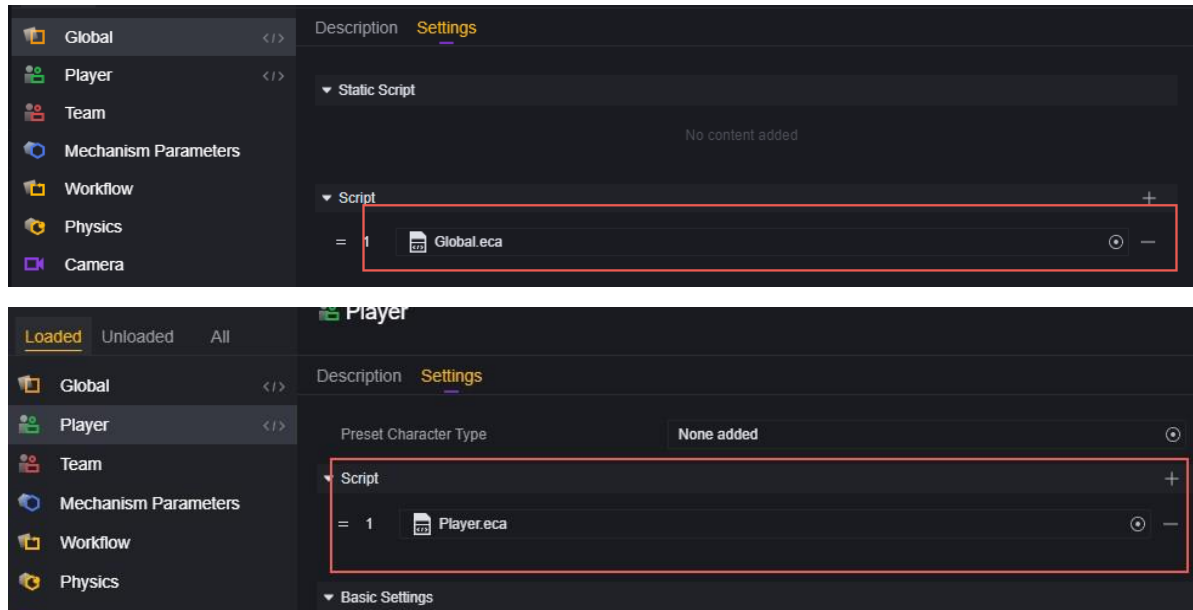 Global </>
Player </>
Team
Mechanism Parameters
Workflow
Physics
Camera
Description Settings
Static Script
No content added
Script +
= 1 Global.eca
Player
Loaded Unloaded All
Global </>
Player </>
Team
Mechanism Parameters
Workflow
Physics
Description Settings
Preset Character Type None added
Script +
= 1 Player.eca
Basic Settings